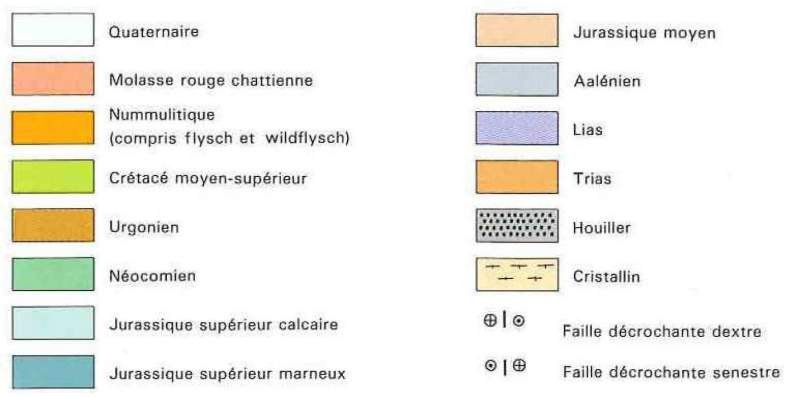 Quaternaire
Molasse rouge chattienne
Nummulitique
(compris flysch et wildflysch)
Crétacé moyen-supérieur
Urgonien
Néocomien
Jurassique supérieur calcaire
Jurassique supérieur marneux
Jurassique moyen
Aalénien
Lias
Trias
Houiller
Cristallin
Faille décrochante dextre
Faille décrochante senestre